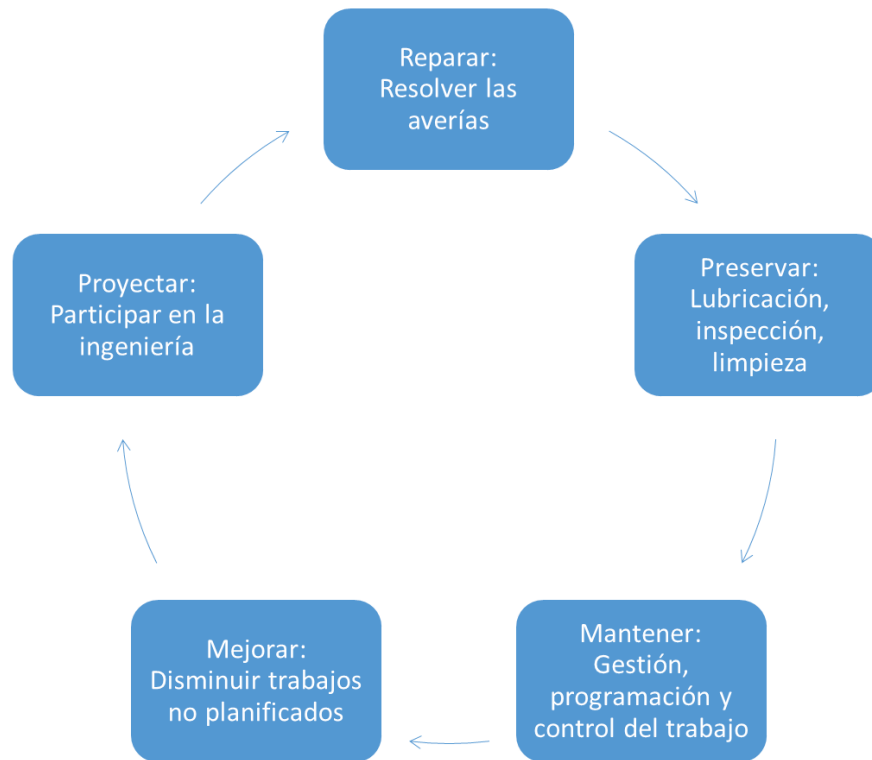 Reparar:
Resolver las
averías
Preservar:
Lubricación,
inspección,
limpieza
Mantener:
Gestión,
programación y
control del trabajo
Mejorar:
Disminuir trabajos
no planificados
Proyectar:
Participar en la
ingeniería